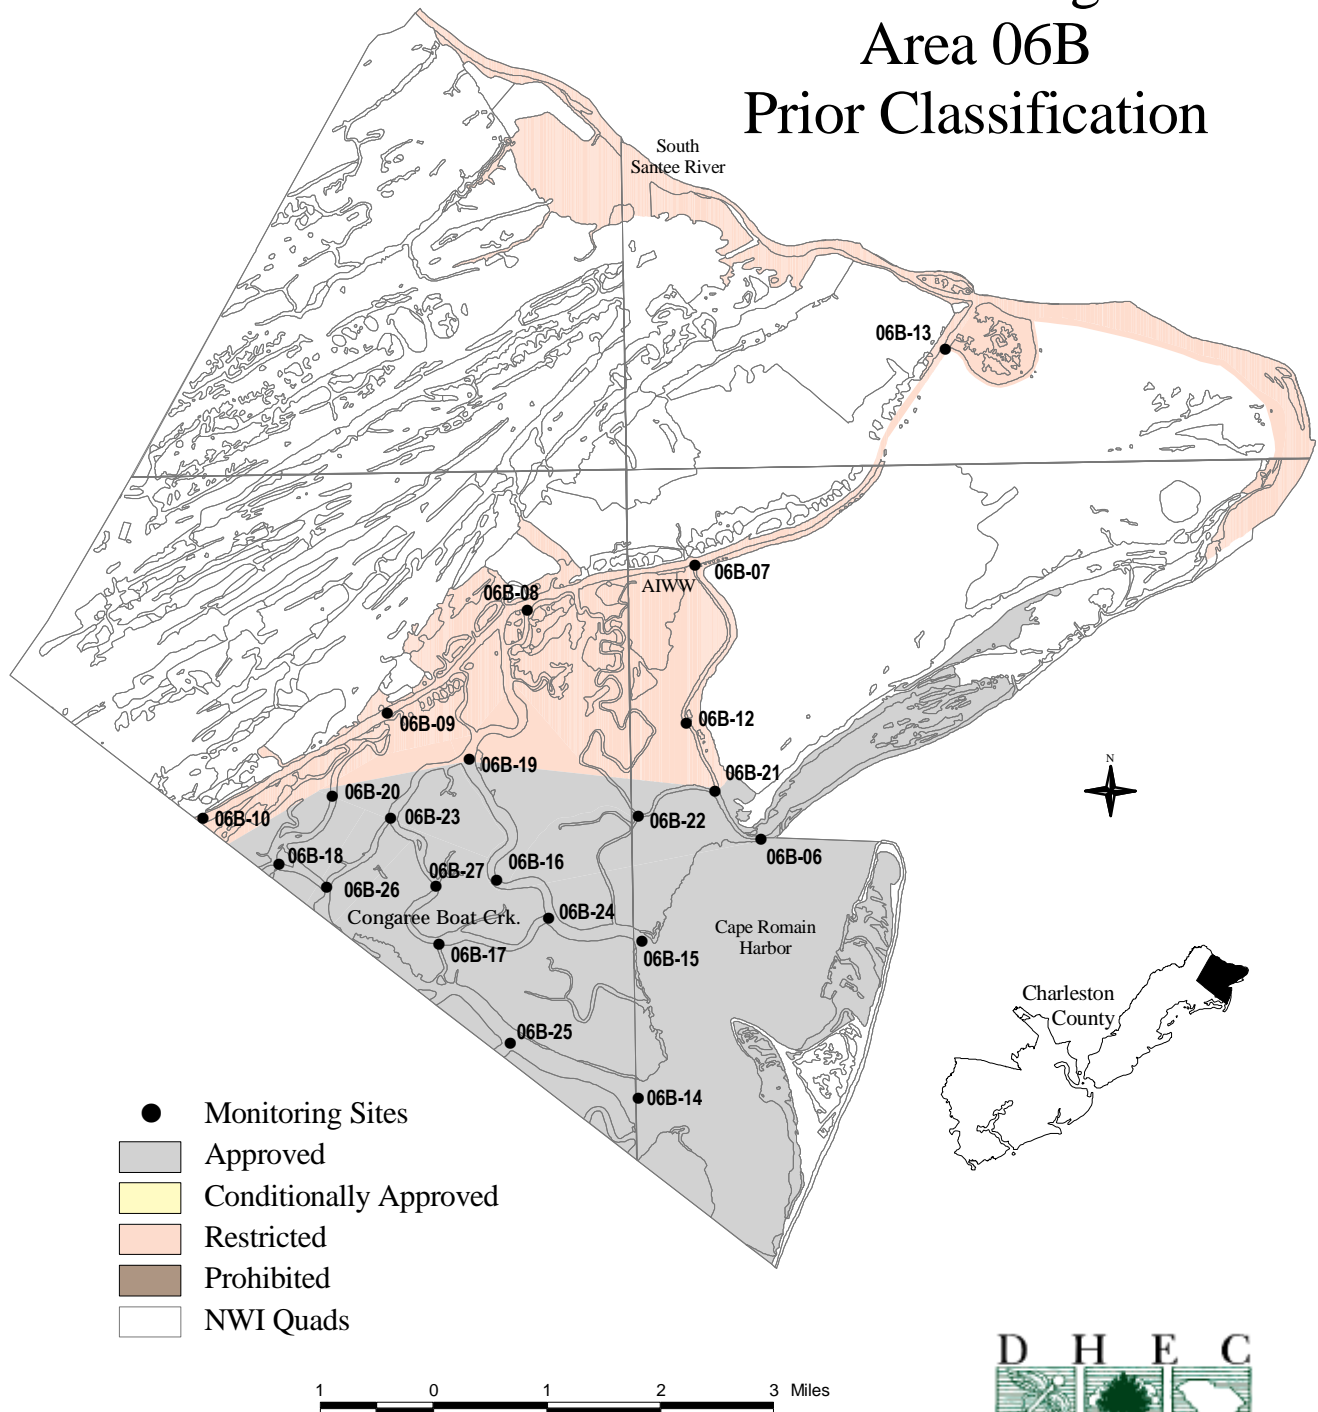 Area 06B
Prior Classification
South
Santee River
06B-13
06B-07
AIWW
06B-08
06B-12
06B-09
06B-19
06B-21
06B-20
06B-10
06B-23
06B-22
06B-06
06B-18
06B-16
06B-27
06B-26
06B-24
Congaree Boat Crk.
Cape Romain
Harbor
06B-17
06B-15
06B-25
06B-14
N
Charleston
County
Monitoring Sites
Approved
Conditionally Approved
Restricted
Prohibited
NWI Quads
1 0 1 2 3 Miles
D H E C